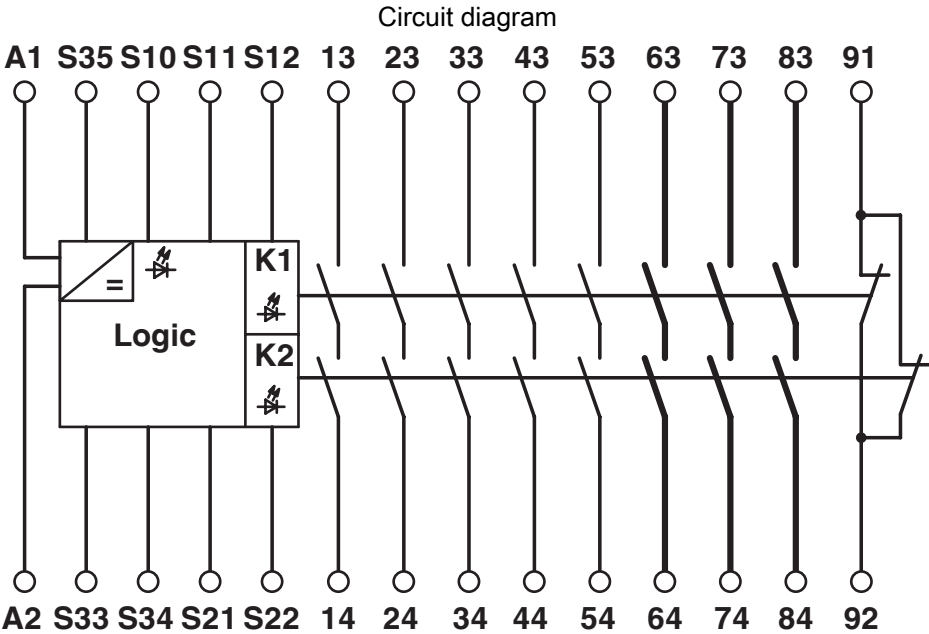 Circuit diagram
A1 S35 S10 S11 S12 13 23 33 43 53 63 73 83 91
K1
=
Logic
K2
A2 S33 S34 S21 S22 14 24 34 44 54 64 74 84 92